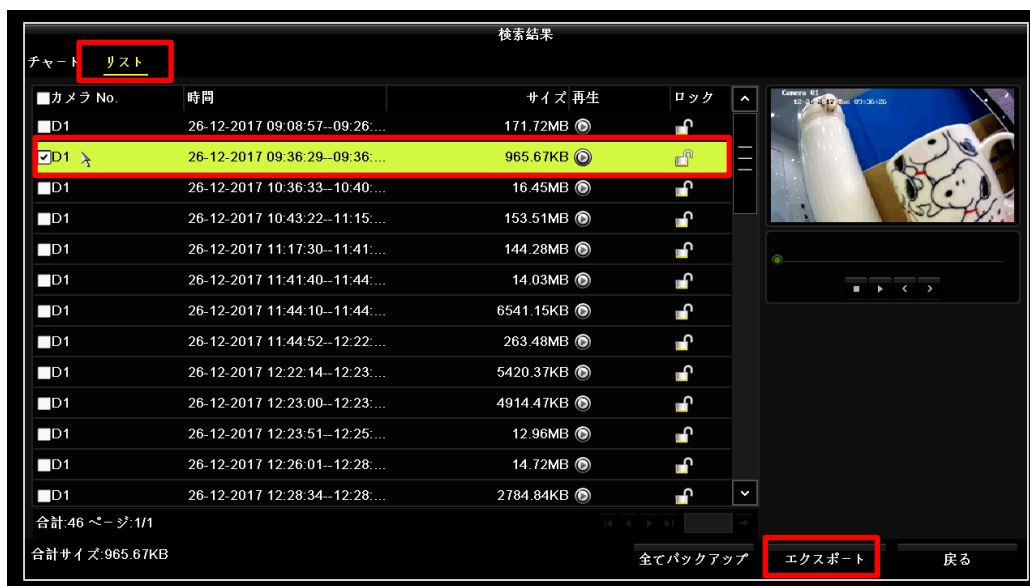 検索結果
チャート リスト
カメラ No. 時間 サイズ 再生 ロック
D1 26-12-2017 09:08:57--09:26:... 171.72MB
D1 26-12-2017 09:36:29--09:36:... 965.67KB
D1 26-12-2017 10:36:33--10:40:... 16.45MB
D1 26-12-2017 10:43:22--11:15:... 153.51MB
D1 26-12-2017 11:17:30--11:41:... 144.28MB
D1 26-12-2017 11:41:40--11:44:... 14.03MB
D1 26-12-2017 11:44:10--11:44:... 6541.15KB
D1 26-12-2017 11:44:52--12:22:... 263.48MB
D1 26-12-2017 12:22:14--12:23:... 5420.37KB
D1 26-12-2017 12:23:00--12:23:... 4914.47KB
D1 26-12-2017 12:23:51--12:25:... 12.96MB
D1 26-12-2017 12:26:01--12:28:... 14.72MB
D1 26-12-2017 12:28:34--12:28:... 2784.84KB
Camera 01
09:36:26
合計:46 ページ:1/1
合計サイズ:965.67KB
全てバックアップ エクスポート 戻る